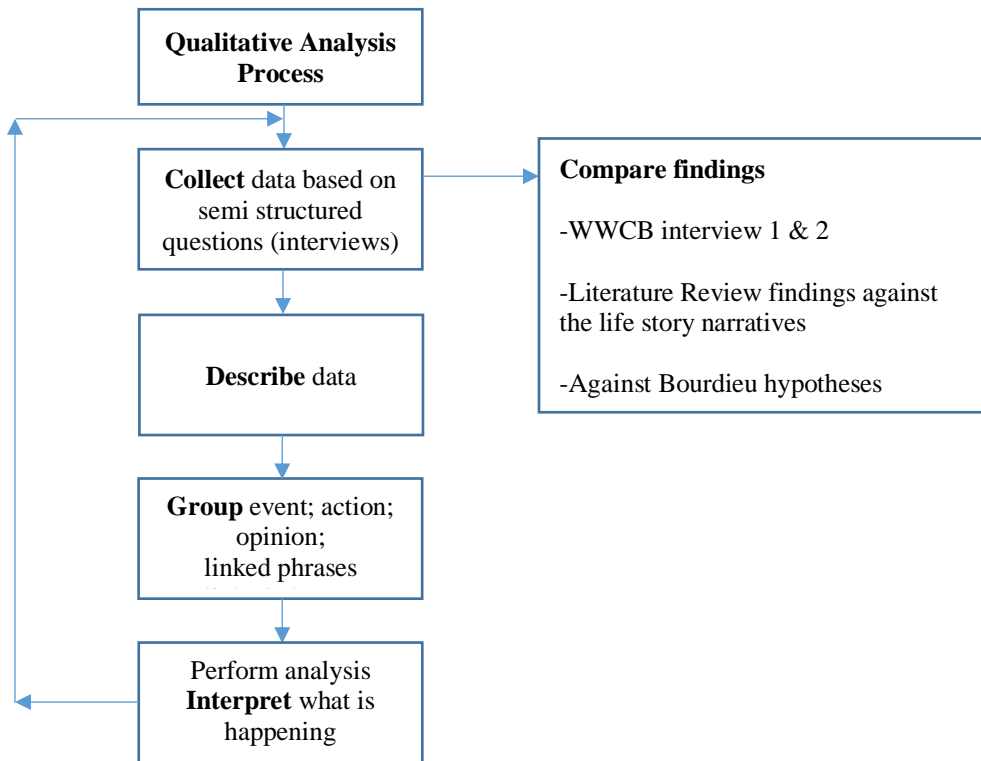 Qualitative Analysis
Process
Collect data based on
semi structured
questions (interviews)
Compare findings
-WWCB interview 1 & 2
-Literature Review findings against
the life story narratives
-Against Bourdieu hypotheses
Describe data
Group event; action;
opinion;
linked phrases
Perform analysis
Interpret what is
happening